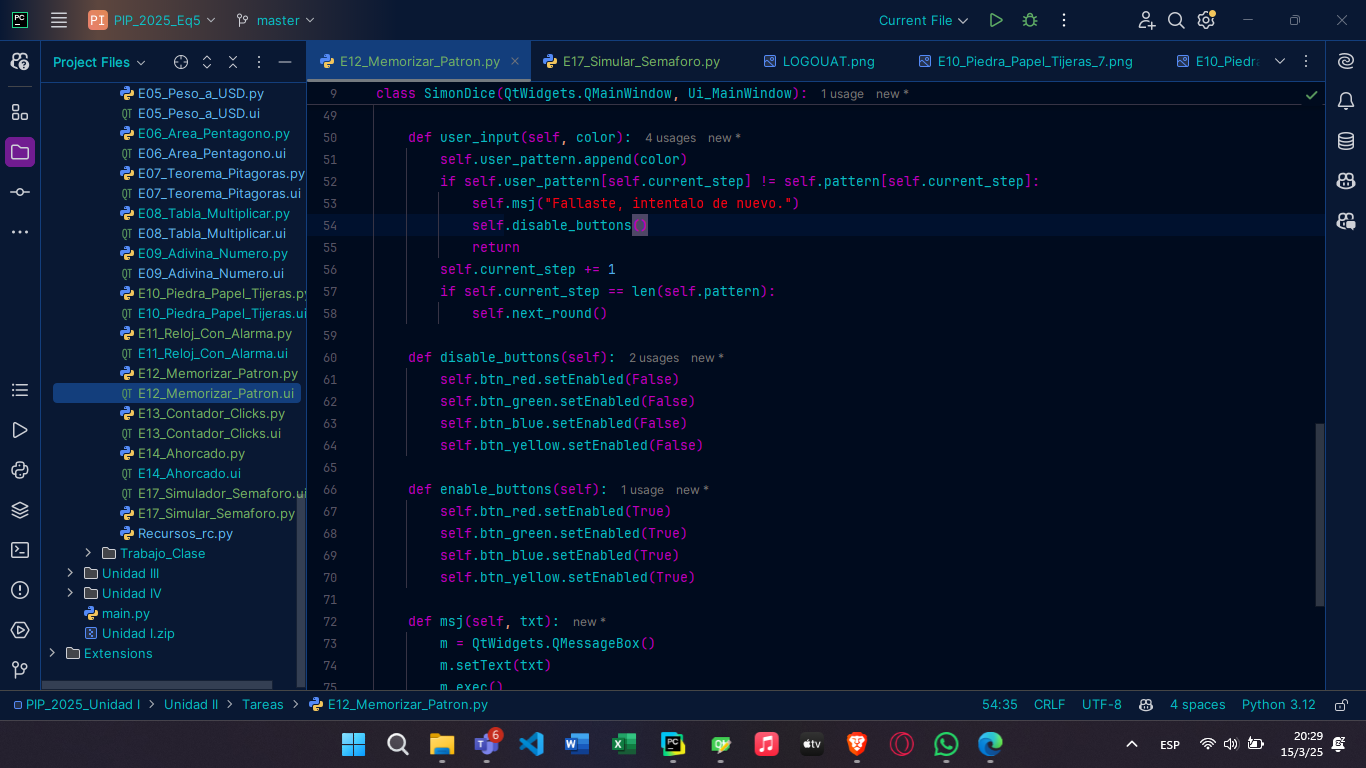 PC
PI PIP_2025_Eq5
master
Current File
Project Files
E12_Memorizar_Patron.py
E17_Simular_Semaforo.py
LOGOUAT.png
E10_Piedra_Papel_Tijeras_7.png
E10_Piedra
E05_Peso_a_USD.py
E05_Peso_a_USD.ui
E06_Area_Pentagono.py
E06_Area_Pentagono.ui
E07_Teorema_Pitagoras.py
E07_Teorema_Pitagoras.ui
E08_Tabla_Multiplicar.py
E08_Tabla_Multiplicar.ui
E09_Adivina_Numero.py
E09_Adivina_Numero.ui
E10_Piedra_Papel_Tijeras.py
E10_Piedra_Papel_Tijeras.ui
E11_Reloj_Con_Alarma.py
E11_Reloj_Con_Alarma.ui
E12_Memorizar_Patron.py
E12_Memorizar_Patron.ui
E13_Contador_Clicks.py
E13_Contador_Clicks.ui
E14_Ahorcado.py
E14_Ahorcado.ui
E17_Simulador_Semaforo.ui
E17_Simular_Semaforo.py
Recursos_rc.py
Trabajo_Clase
Unidad III
Unidad IV
main.py
Unidad I.zip
Extensions
9 class SimonDice(QtWidgets.QMainWindow, Ui_MainWindow): 1 usage new *
49
50 def user_input(self, color): 4 usages new *
51 self.user_pattern.append(color)
52 if self.user_pattern[self.current_step] != self.pattern[self.current_step]:
53 self.msj("Fallaste, intentalo de nuevo.")
54 self.disable_buttons()
55 return
56 self.current_step += 1
57 if self.current_step == len(self.pattern):
58 self.next_round()
59
60 def disable_buttons(self): 2 usages new *
61 self.btn_red.setEnabled(False)
62 self.btn_green.setEnabled(False)
63 self.btn_blue.setEnabled(False)
64 self.btn_yellow.setEnabled(False)
65
66 def enable_buttons(self): 1 usage new *
67 self.btn_red.setEnabled(True)
68 self.btn_green.setEnabled(True)
69 self.btn_blue.setEnabled(True)
70 self.btn_yellow.setEnabled(True)
71
72 def msj(self, txt): new *
73 m = QtWidgets.QMessageBox()
74 m.setText(txt)
75 m.exec()
PIP_2025_Unidad I > Unidad II > Tareas > E12_Memorizar_Patron.py
54:35 CRLF UTF-8 4 spaces Python 3.12
6
ESP
20:29
15/3/25